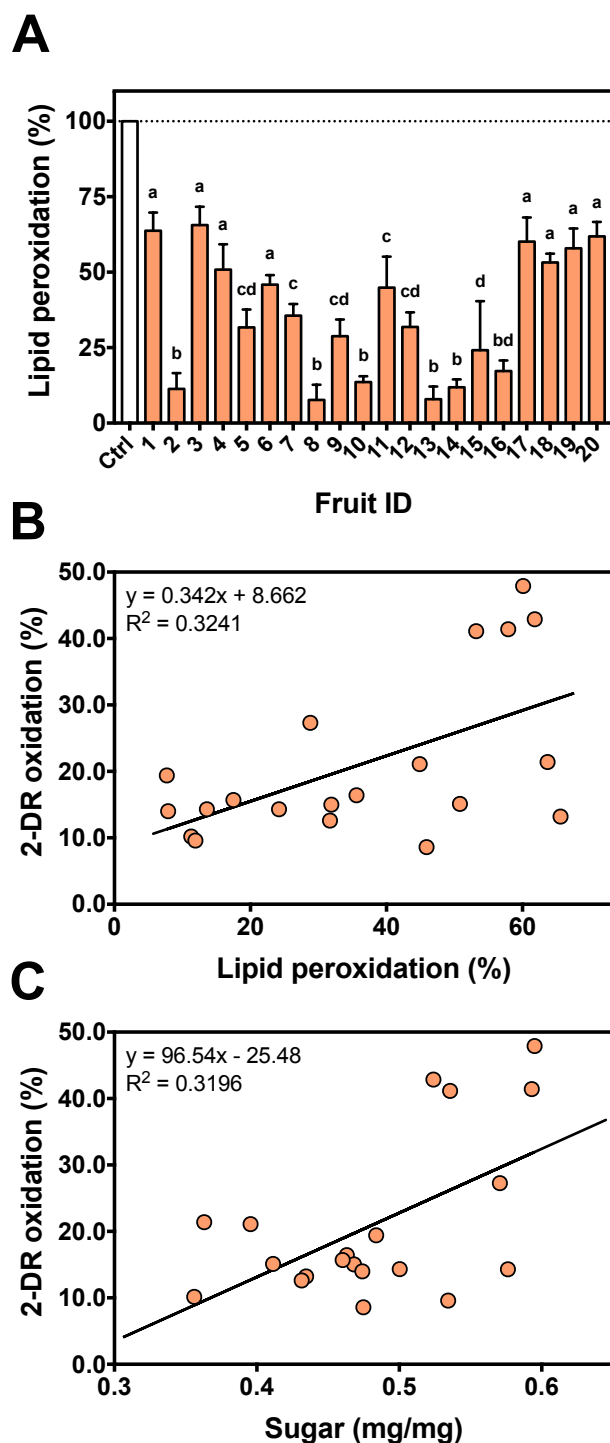 A
Lipid peroxidation (%)
100
75
50
25
0
a
b
a
a
cd
a
c
b
cd
b
c
cd
b
b
d
bd
a
a
a
a
Ctrl 1 2 3 4 5 6 7 8 9 10 11 12 13 14 15 16 17 18 19 20
Fruit ID
B
2-DR oxidation (%)
50.0
40.0
30.0
20.0
10.0
0.0
y = 0.342x + 8.662
R² = 0.3241
0 20 40 60
Lipid peroxidation (%)
C
2-DR oxidation (%)
50.0
40.0
30.0
20.0
10.0
0.0
y = 96.54x - 25.48
R² = 0.3196
0.3 0.4 0.5 0.6
Sugar (mg/mg)